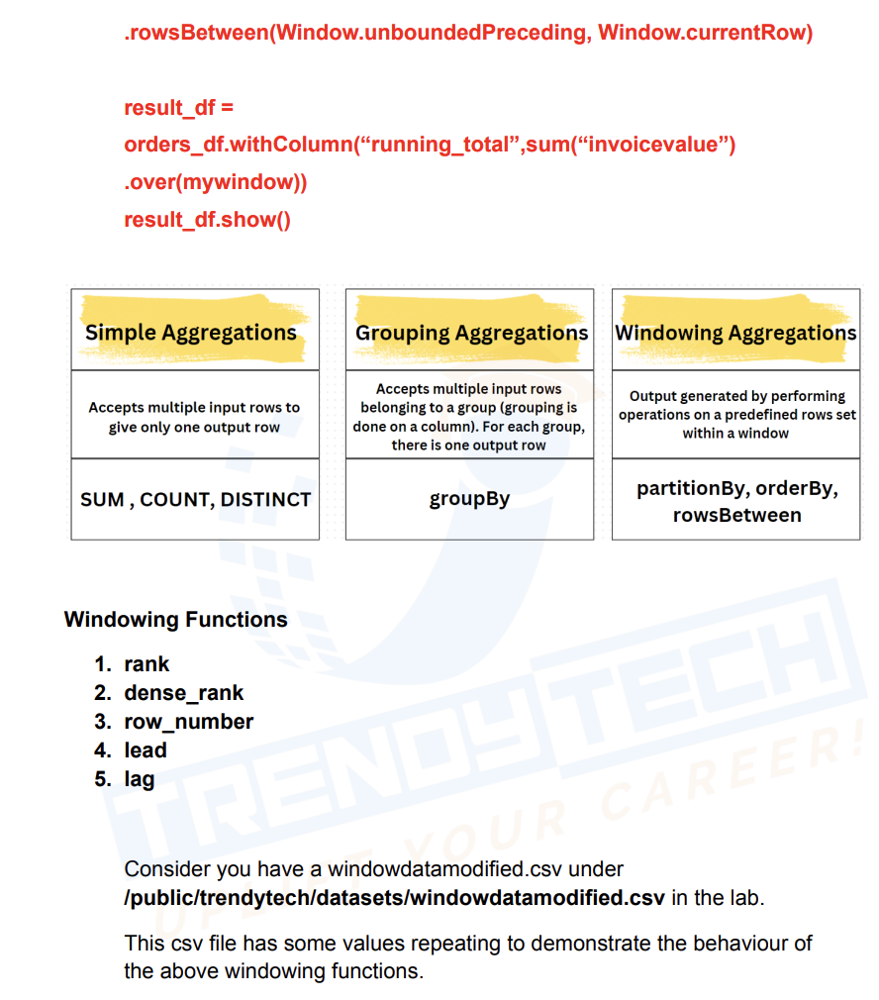 .rowsBetween(Window.unboundedPreceding, Window.currentRow)
result_df =
orders_df.withColumn(“running_total”,sum(“invoicevalue”)
.over(mywindow))
result_df.show()
Simple Aggregations
Accepts multiple input rows to
give only one output row
SUM , COUNT, DISTINCT
Grouping Aggregations
Accepts multiple input rows
belonging to a group (grouping is
done on a column). For each group,
there is one output row
groupBy
Windowing Aggregations
Output generated by performing
operations on a predefined rows set
within a window
partitionBy, orderBy,
rowsBetween
Windowing Functions
1. rank
2. dense_rank
3. row_number
4. lead
5. lag
TRENDYTECH
UPLIFT YOUR CAREER!
Consider you have a windowdatamodified.csv under
/public/trendytech/datasets/windowdatamodified.csv in the lab.
This csv file has some values repeating to demonstrate the behaviour of
the above windowing functions.